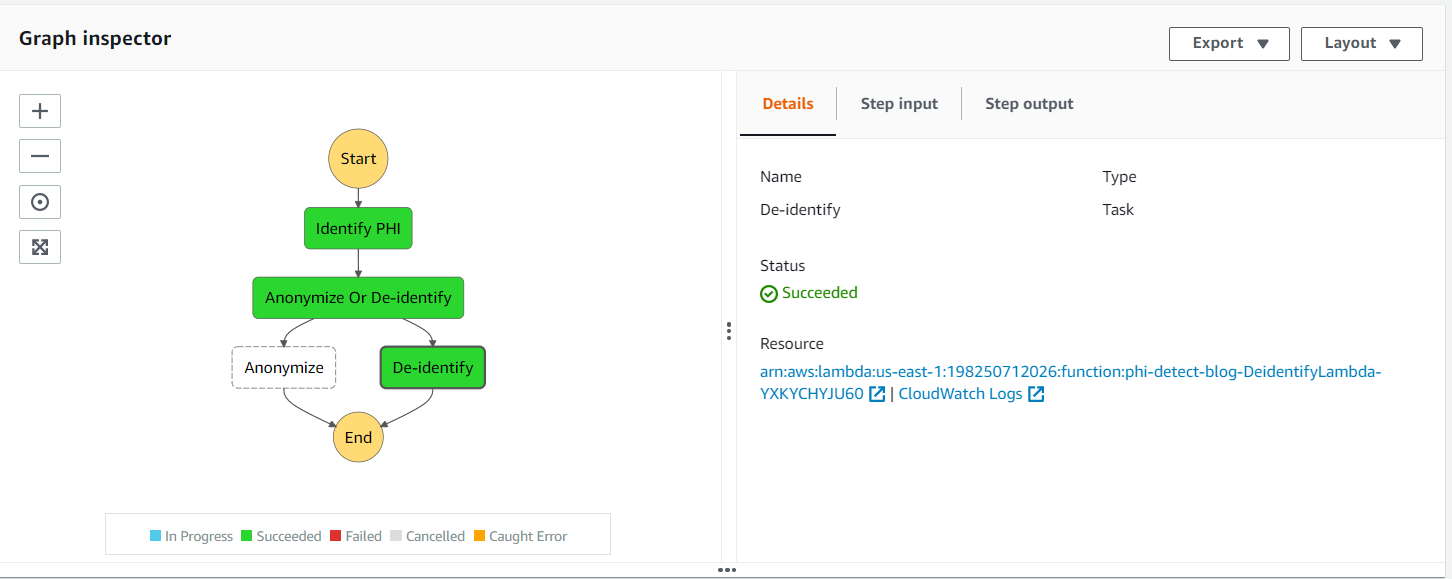 Graph inspector
Export
Layout
Start
Identify PHI
Anonymize Or De-identify
Anonymize
De-identify
End
In Progress Succeeded Failed Cancelled Caught Error
Details Step input Step output
Name Type
De-identify Task
Status
Succeeded
Resource
arn:aws:lambda:us-east-1:198250712026:function:phi-detect-blog-DeidentifyLambda-
YXKYCHYJU60 | CloudWatch Logs